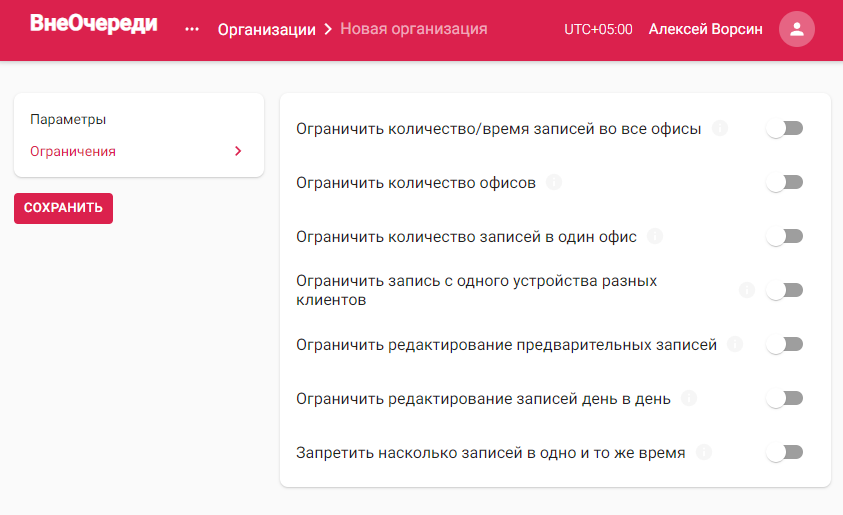 ВнеОчереди ... Организации > Новая организация UTC+05:00 Алексей Ворсин
Параметры
Ограничения
СОХРАНИТЬ
Ограничить количество/время записей во все офисы
Ограничить количество офисов
Ограничить количество записей в один офис
Ограничить запись с одного устройства разных
клиентов
Ограничить редактирование предварительных записей
Ограничить редактирование записей день в день
Запретить насколько записей в одно и то же время